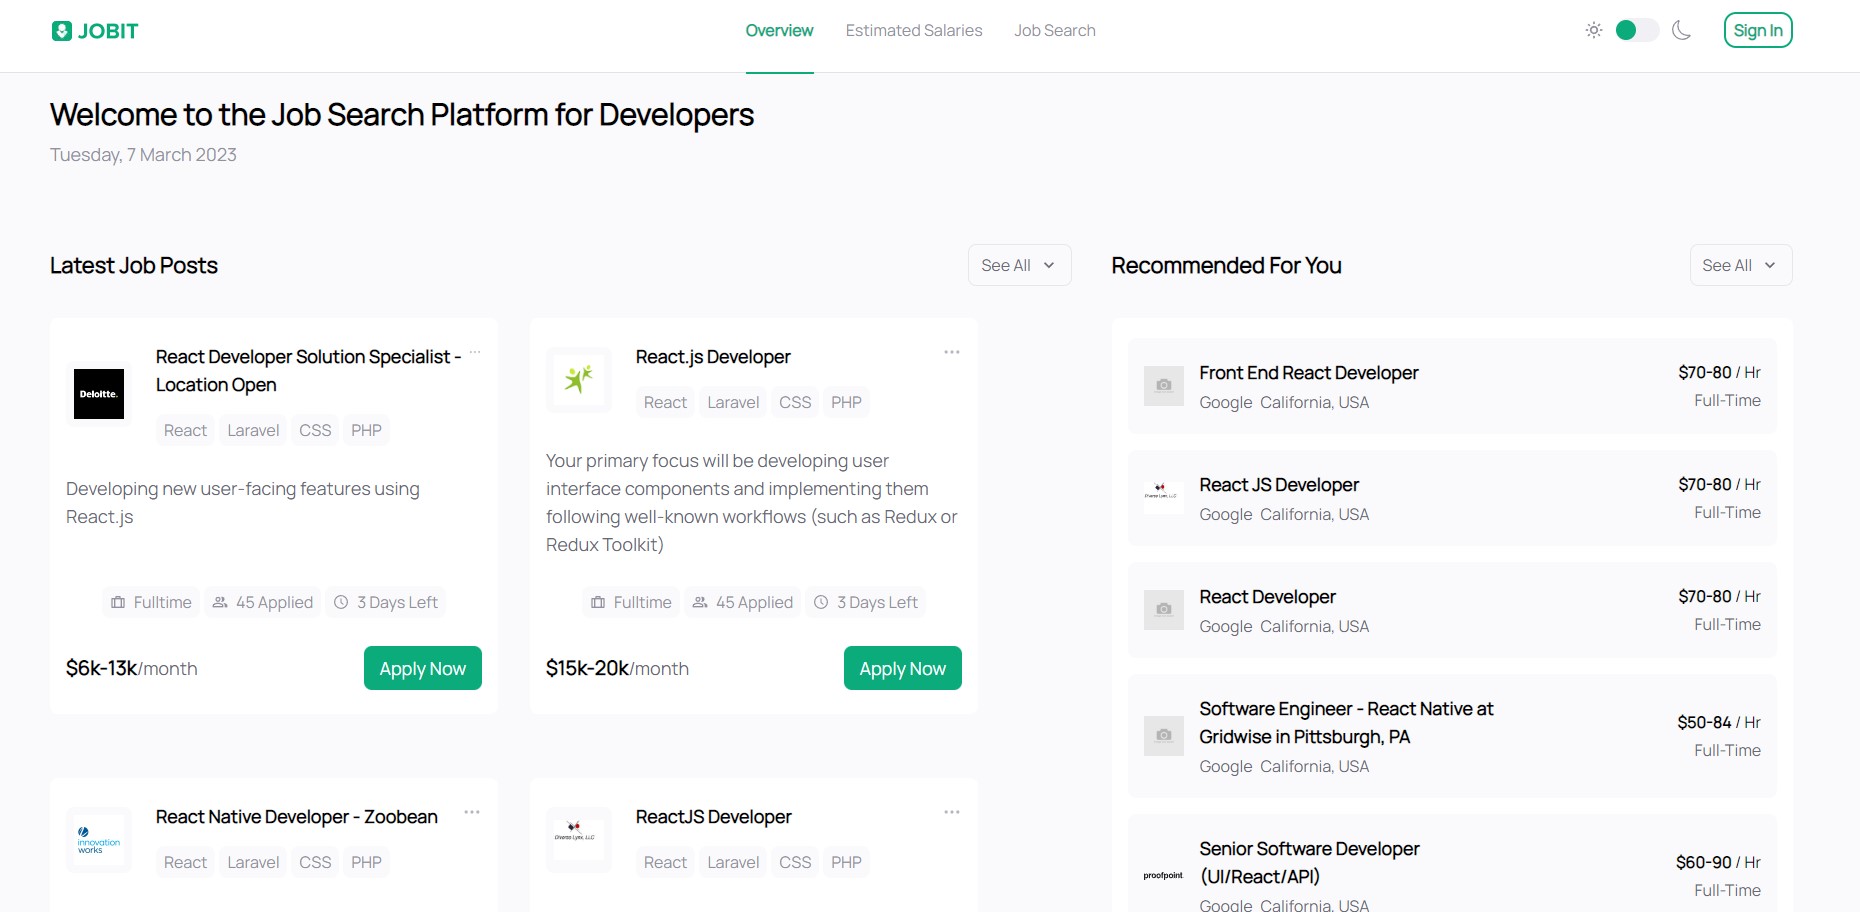 JOBIT
Overview
Estimated Salaries
Job Search
Sign In
Welcome to the Job Search Platform for Developers
Tuesday, 7 March 2023
Latest Job Posts
See All
Deloitte.
React Developer Solution Specialist -
Location Open
React Laravel CSS PHP
Developing new user-facing features using
React.js
Fulltime 45 Applied 3 Days Left
$6k-13k/month
Apply Now
React.js Developer
React Laravel CSS PHP
Your primary focus will be developing user
interface components and implementing them
following well-known workflows (such as Redux or
Redux Toolkit)
Fulltime 45 Applied 3 Days Left
$15k-20k/month
Apply Now
innovation
works
React Native Developer - Zoobean
React Laravel CSS PHP
Diverse Lynx, LLC
ReactJS Developer
React Laravel CSS PHP
Recommended For You
See All
Front End React Developer
Google California, USA
$70-80 / Hr
Full-Time
Diverse Lynx, LLC
React JS Developer
Google California, USA
$70-80 / Hr
Full-Time
React Developer
Google California, USA
$70-80 / Hr
Full-Time
Software Engineer - React Native at
Gridwise in Pittsburgh, PA
Google California, USA
$50-84 / Hr
Full-Time
proofpoint
Senior Software Developer
(UI/React/API)
Google California, USA
$60-90 / Hr
Full-Time